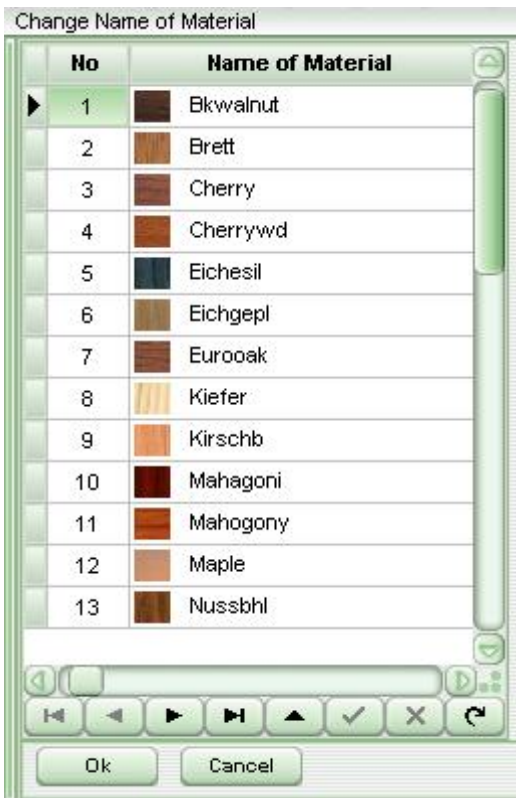 Change Name of Material
No Name of Material
1 Bkwalnut
2 Brett
3 Cherry
4 Cherrywd
5 Eichesil
6 Eichgepl
7 Eurooak
8 Kiefer
9 Kirschb
10 Mahagoni
11 Mahogony
12 Maple
13 Nussbhl
Ok Cancel